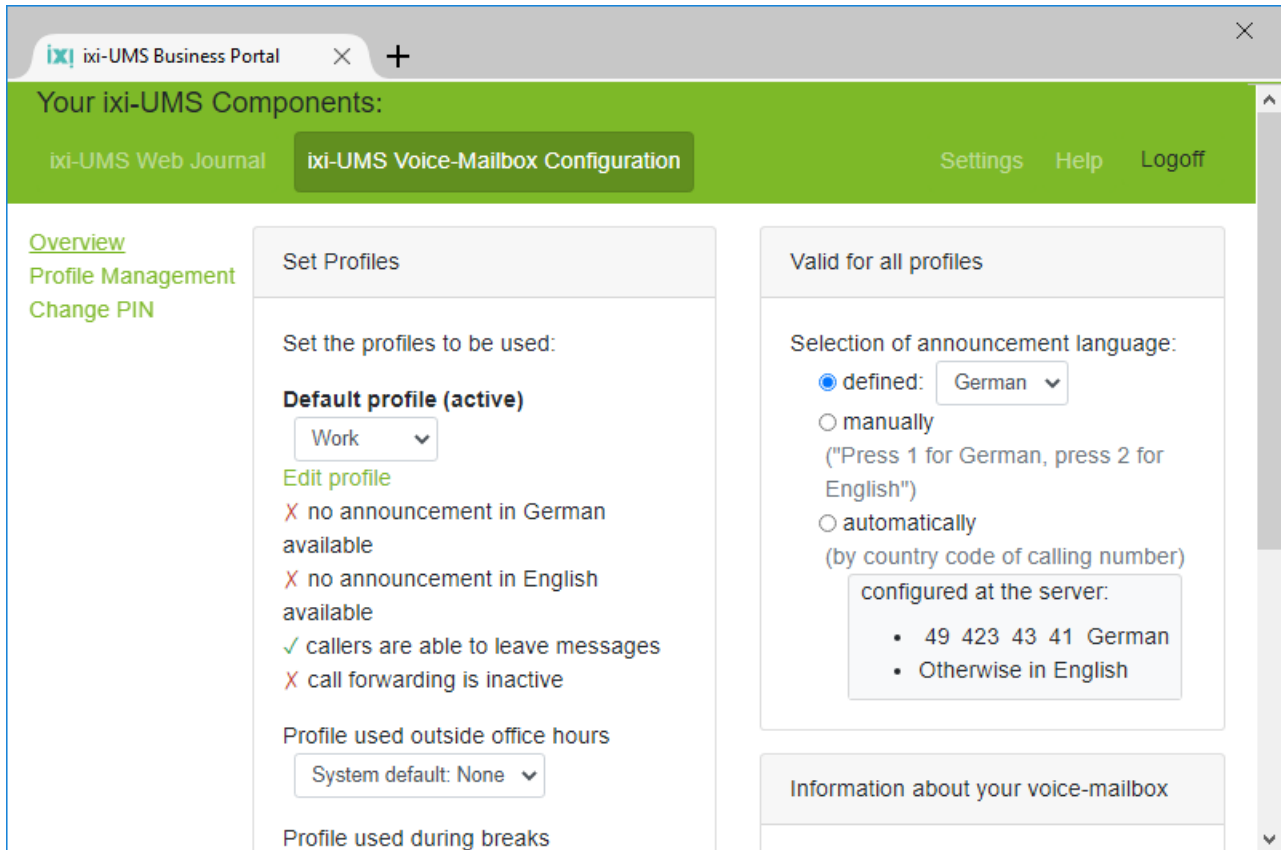 ixi ixi-UMS Business Portal
Your ixi-UMS Components:
ixi-UMS Web Journal
ixi-UMS Voice-Mailbox Configuration
Settings
Help
Logoff
Overview
Profile Management
Change PIN
Set Profiles
Set the profiles to be used:
Default profile (active)
Work
Edit profile
✗ no announcement in German
available
✗ no announcement in English
available
✓ callers are able to leave messages
✗ call forwarding is inactive
Profile used outside office hours
System default: None
Profile used during breaks
Valid for all profiles
Selection of announcement language:
defined: German
manually
("Press 1 for German, press 2 for
English")
automatically
(by country code of calling number)
configured at the server:
• 49 423 43 41 German
• Otherwise in English
Information about your voice-mailbox